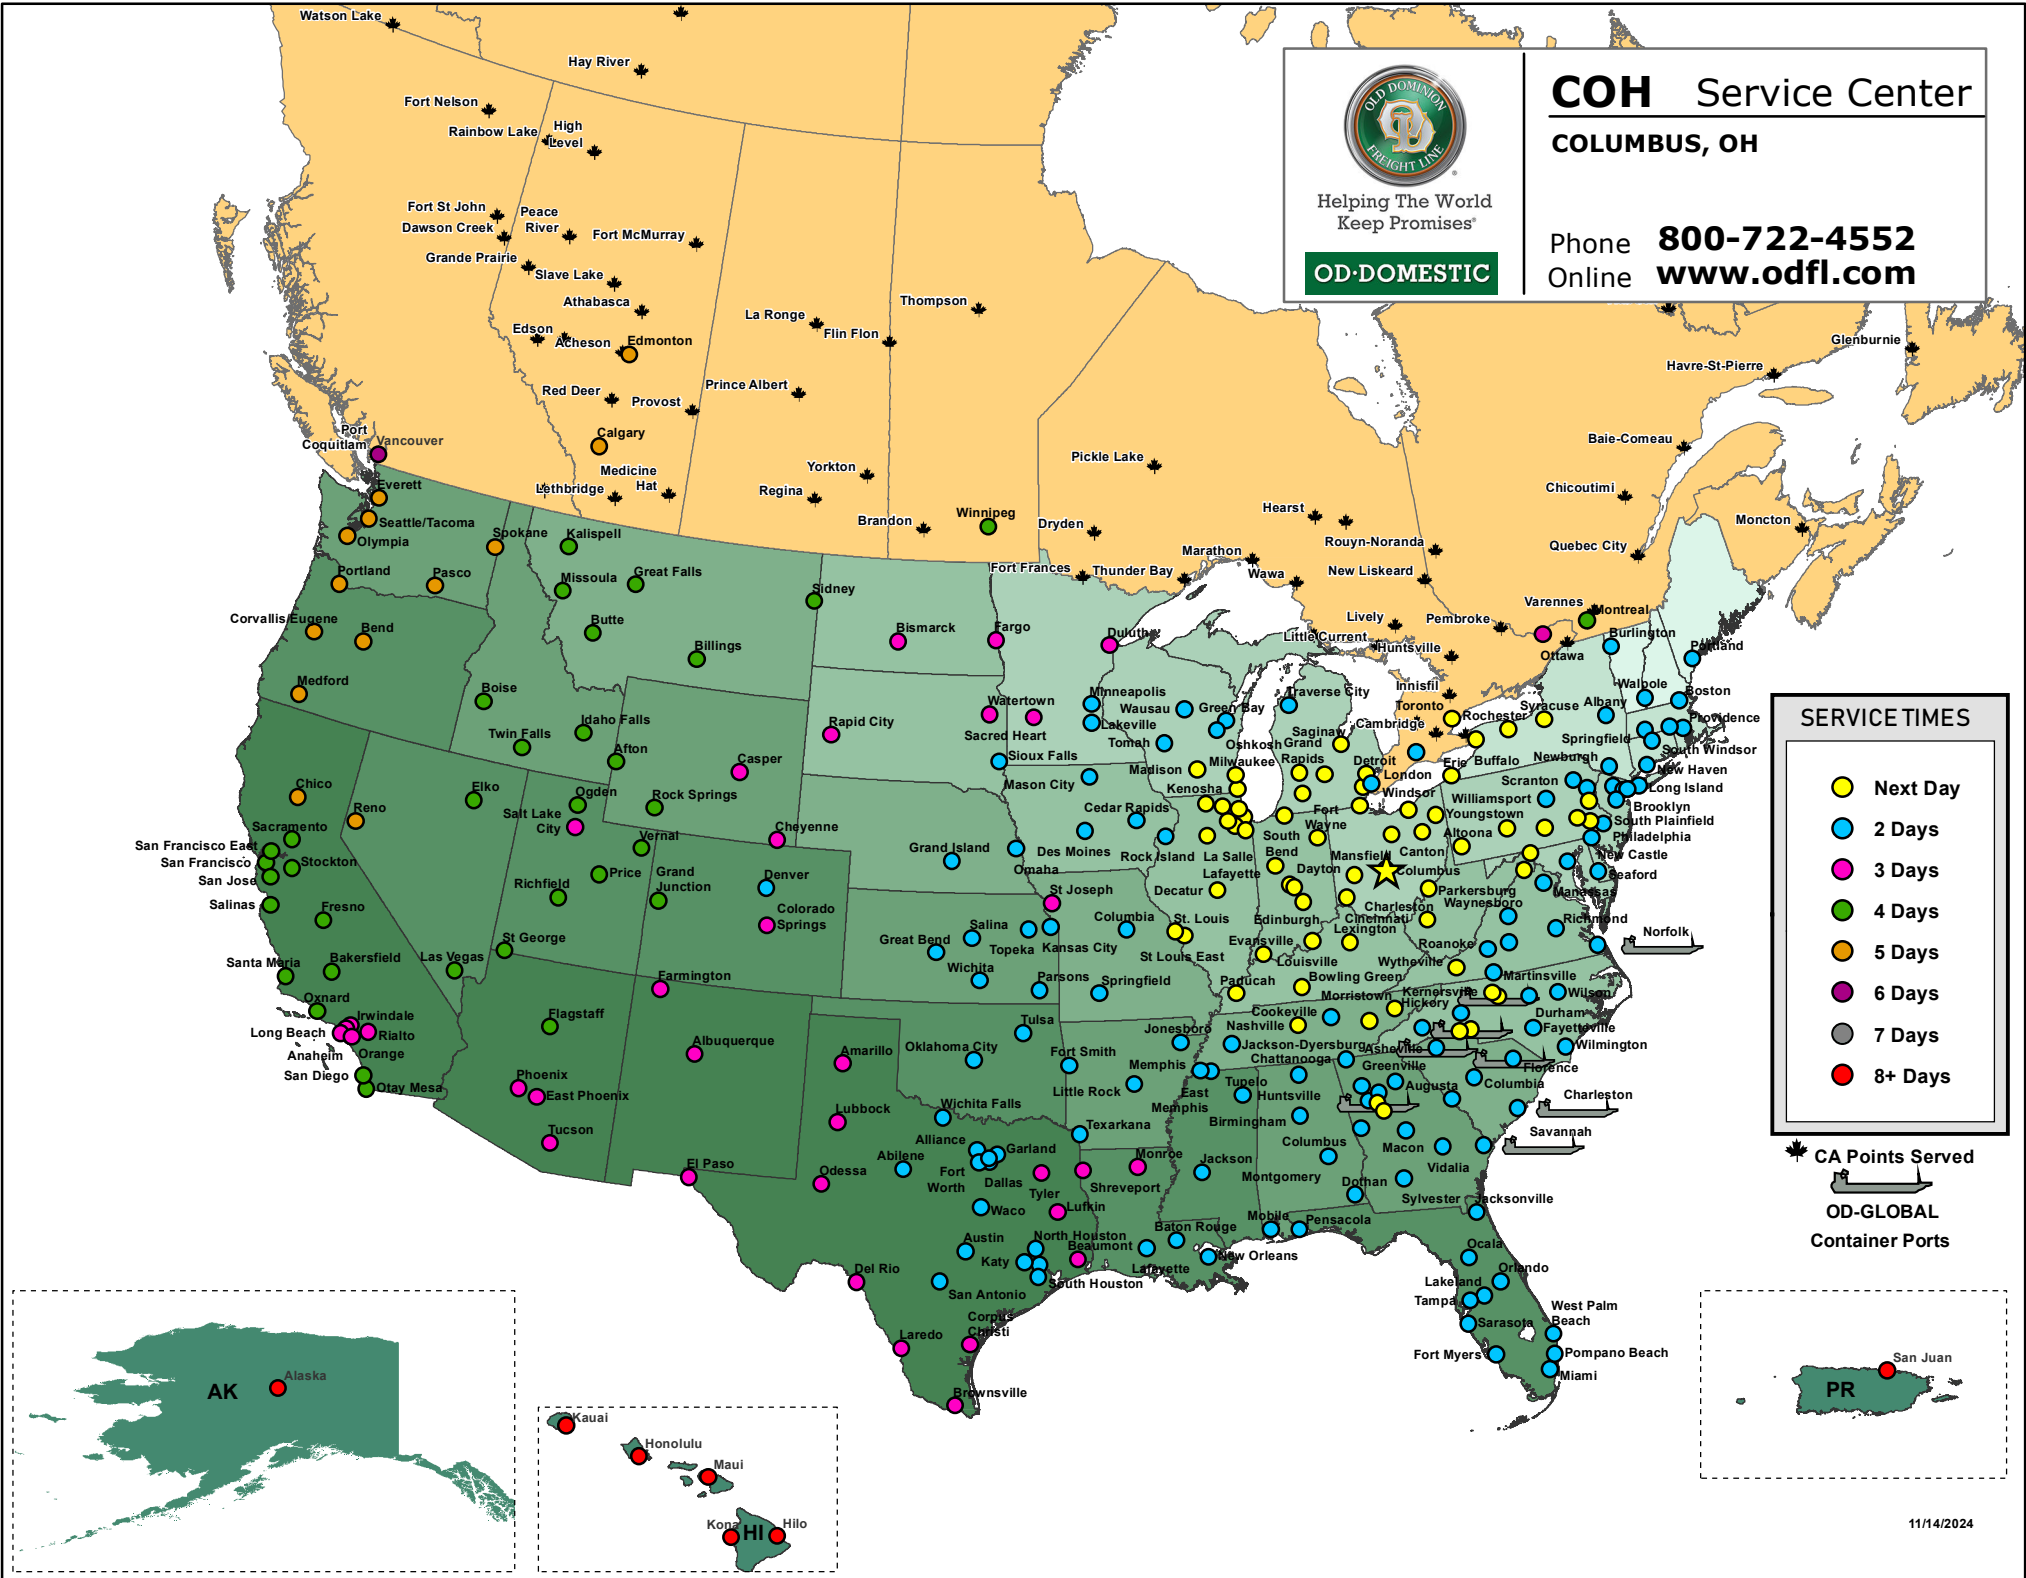 Watson Lake
Hay River
Fort Nelson
Rainbow Lake
High
Level
Fort St John
Dawson Creek
Peace
River
Fort McMurray
Grande Prairie
Slave Lake
Athabasca
Edson
Acheson
Edmonton
La Ronge
Flin Flon
Thompson
Red Deer
Provost
Prince Albert
Calgary
Port
Coquitlam
Vancouver
Medicine
Hat
Lethbridge
Yorkton
Regina
Brandon
Winnipeg
Dryden
Pickle Lake
Fort Frances
Thunder Bay
Marathon
Wawa
Hearst
Rouyn-Noranda
New Liskeard
Lively
Little Current
Pembroke
Huntsville
Innisfil
Toronto
Cambridge
Varennes
Montreal
Ottawa
Quebec City
Chicoutimi
Baie-Comeau
Havre-St-Pierre
Glenburnie
Moncton
OLD DOMINION
FREIGHT LINE
Helping The World
Keep Promises®
OD·DOMESTIC
COH Service Center
COLUMBUS, OH
Phone 800-722-4552
Online www.odfl.com
Everett
Seattle/Tacoma
Olympia
Spokane
Portland
Pasco
Corvallis/Eugene
Bend
Medford
Kalispell
Missoula
Great Falls
Butte
Billings
Sidney
Boise
Idaho Falls
Twin Falls
Afton
Bismarck
Fargo
Duluth
Watertown
Sacred Heart
Rapid City
Sioux Falls
Minneapolis
Lakeville
Wausau
Green Bay
Tomah
Oshkosh
Madison
Milwaukee
Kenosha
Mason City
Cedar Rapids
Traverse City
Saginaw
Grand
Rapids
Detroit
London
Windsor
Rochester
Syracuse
Buffalo
Erie
Burlington
Portland
Walpole
Boston
Albany
Providence
Springfield
South Windsor
Newburgh
New Haven
Long Island
Scranton
Brooklyn
Williamsport
South Plainfield
Philadelphia
Youngstown
Altoona
New Castle
Seaford
Manassas
Chico
Reno
Elko
Ogden
Salt Lake
City
Rock Springs
Casper
Cheyenne
Vernal
Sacramento
San Francisco East
San Francisco
Stockton
San Jose
Salinas
Fresno
Price
Richfield
Grand
Junction
Denver
Colorado
Springs
Grand Island
Omaha
Des Moines
Rock Island
La Salle
Fort
Wayne
South
Bend
Lafayette
Decatur
Mansfield
Canton
Dayton
Columbus
Parkersburg
Charleston
Waynesboro
Richmond
Norfolk
St Joseph
Columbia
St. Louis
St Louis East
Edinburgh
Cincinnati
Lexington
Evansville
Louisville
Roanoke
Wytheville
Martinsville
Santa Maria
Bakersfield
Las Vegas
St George
Oxnard
Irwindale
Long Beach
Rialto
Anaheim
Orange
San Diego
Otay Mesa
Farmington
Flagstaff
Albuquerque
Phoenix
East Phoenix
Tucson
Salina
Topeka
Kansas City
Great Bend
Wichita
Parsons
Springfield
Paducah
Bowling Green
Morristown
Kernersville
Hickory
Wilson
Durham
Fayetteville
Wilmington
Cookeville
Nashville
Jonesboro
Jackson-Dyersburg
Chattanooga
Asheville
Greenville
Florence
Columbia
Augusta
Charleston
Savannah
Tulsa
Oklahoma City
Amarillo
Fort Smith
Little Rock
Memphis
East
Memphis
Tupelo
Huntsville
Birmingham
Lubbock
Wichita Falls
Texarkana
Alliance
Garland
Abilene
Fort
Worth
Dallas
Tyler
Shreveport
Monroe
Jackson
Montgomery
Columbus
Macon
Vidalia
Dothan
Sylvester
Jacksonville
El Paso
Odessa
Waco
Lufkin
Austin
North Houston
Katy
Beaumont
South Houston
San Antonio
Del Rio
Laredo
Corpus
Christi
Brownsville
Baton Rouge
Lafayette
New Orleans
Mobile
Pensacola
Ocala
Orlando
Lakeland
Tampa
Sarasota
Fort Myers
West Palm
Beach
Pompano Beach
Miami
SERVICE TIMES
Next Day
2 Days
3 Days
4 Days
5 Days
6 Days
7 Days
8+ Days
CA Points Served
OD-GLOBAL
Container Ports
AK
Alaska
Kauai
Honolulu
Maui
Kona
HI
Hilo
San Juan
PR
11/14/2024